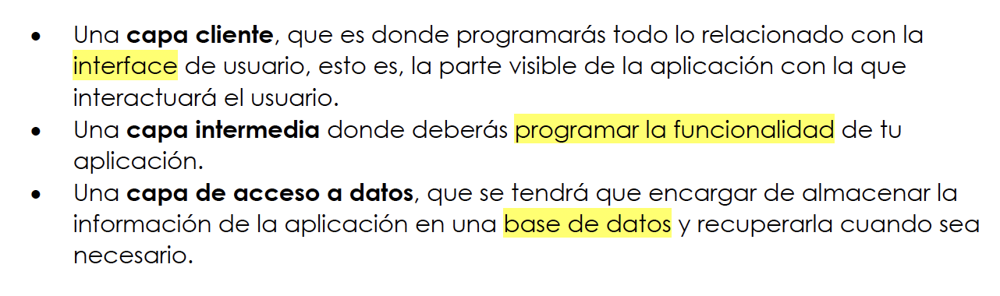 • Una capa cliente, que es donde programarás todo lo relacionado con la
interface de usuario, esto es, la parte visible de la aplicación con la que
interactuará el usuario.
• Una capa intermedia donde deberás programar la funcionalidad de tu
aplicación.
• Una capa de acceso a datos, que se tendrá que encargar de almacenar la
información de la aplicación en una base de datos y recuperarla cuando sea
necesario.